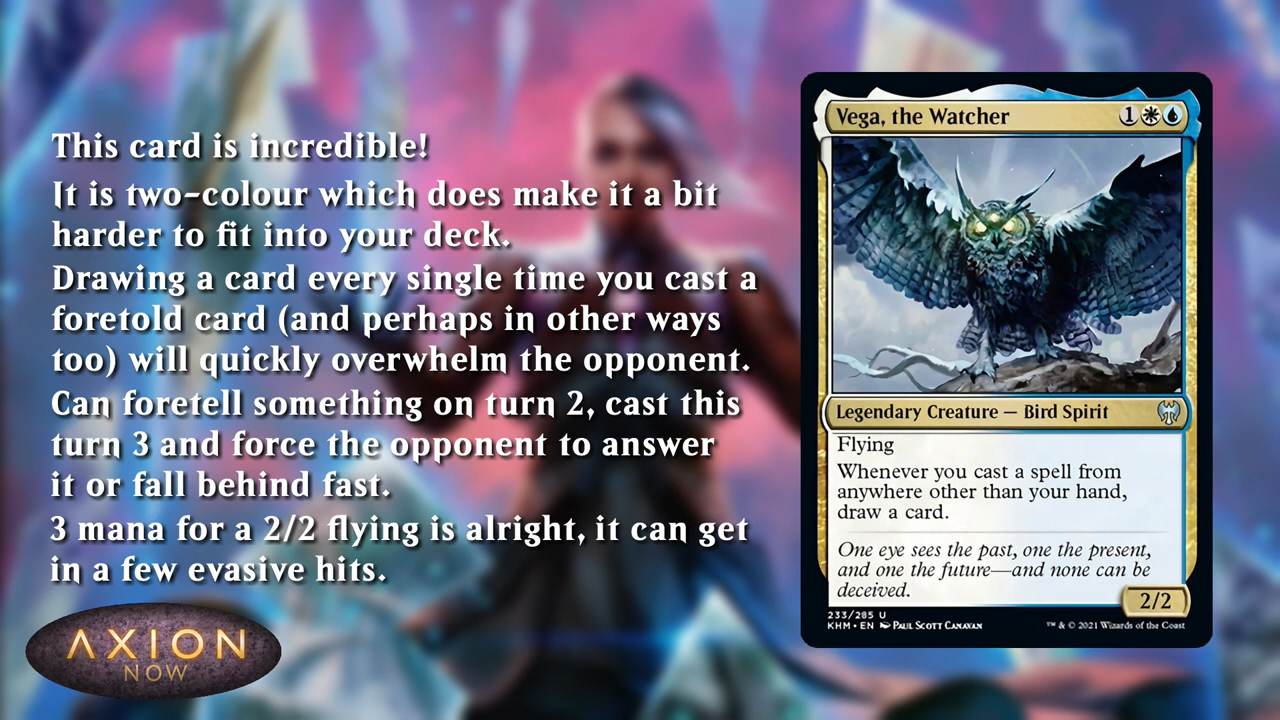 This card is incredible!
It is two-colour which does make it a bit
harder to fit into your deck.
Drawing a card every single time you cast a
foretold card (and perhaps in other ways
too) will quickly overwhelm the opponent.
Can foretell something on turn 2, cast this
turn 3 and force the opponent to answer
it or fall behind fast.
3 mana for a 2/2 flying is alright, it can get
in a few evasive hits.
AXION
NOW
Vega, the Watcher 1
Legendary Creature — Bird Spirit
Flying
Whenever you cast a spell from
anywhere other than your hand,
draw a card.
One eye sees the past, one the present,
and one the future—and none can be
deceived.
2/2
233/285 U
KHM • EN Paul Scott Canavan
™ & © 2021 Wizards of the Coast